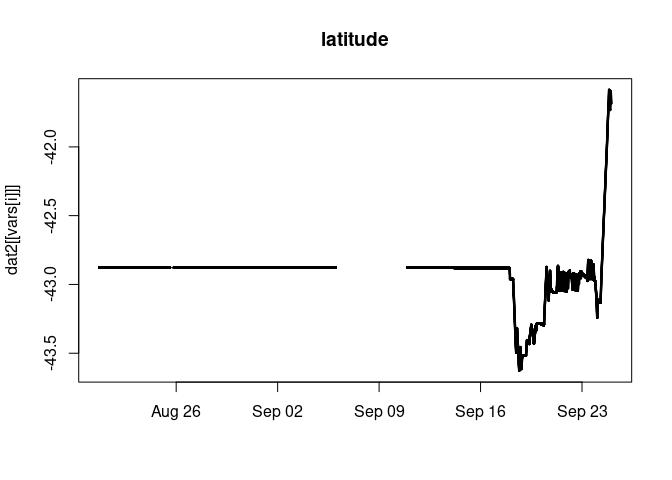 latitude
dat2[[vars[i]]]
-42.0
-42.5
-43.0
-43.5
Aug 26
Sep 02
Sep 09
Sep 16
Sep 23